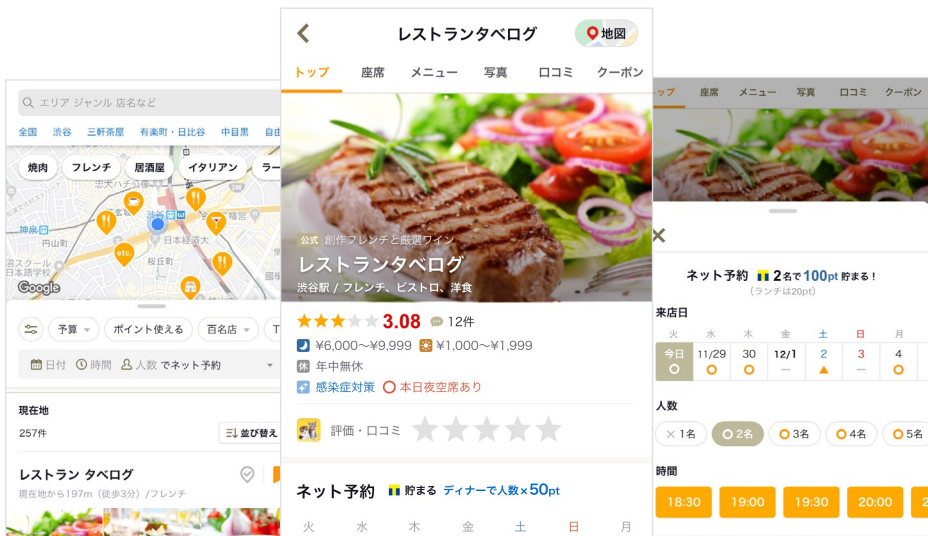 エリア ジャンル 店名など
全国 渋谷 三軒茶屋 有楽町・日比谷 中目黒 自由
焼肉 フレンチ 居酒屋 イタリアン ラー
神泉
円山町
日本経済大
桜丘町
etc.
Google
予算 ポイント使える 百名店
日付 時間 人数 でネット予約
現在地
257件
並び替え
レストラン タベログ
現在地から197m（徒歩3分）/フレンチ
レストランタベログ
地図
トップ 座席 メニュー 写真 口コミ クーポン
公式 創作フレンチと厳選ワイン
レストランタベログ
渋谷駅 / フレンチ、ビストロ、洋食
3.08 12件
¥6,000～¥9,999 ¥1,000～¥1,999
休 年中無休
感染症対策 本日夜空席あり
評価・口コミ
ネット予約 貯まる ディナーで人数×50pt
火 水 木 金 土 日 月
ップ 座席 メニュー 写真 口コミ クーポン
ネット予約 2名で100pt 貯まる！
（ランチは20pt）
来店日
火 水 木 金 土 日 月
今日 11/29 30 12/1 2 3 4
人数
1名 2名 3名 4名 5名
時間
18:30 19:00 19:30 20:00 2